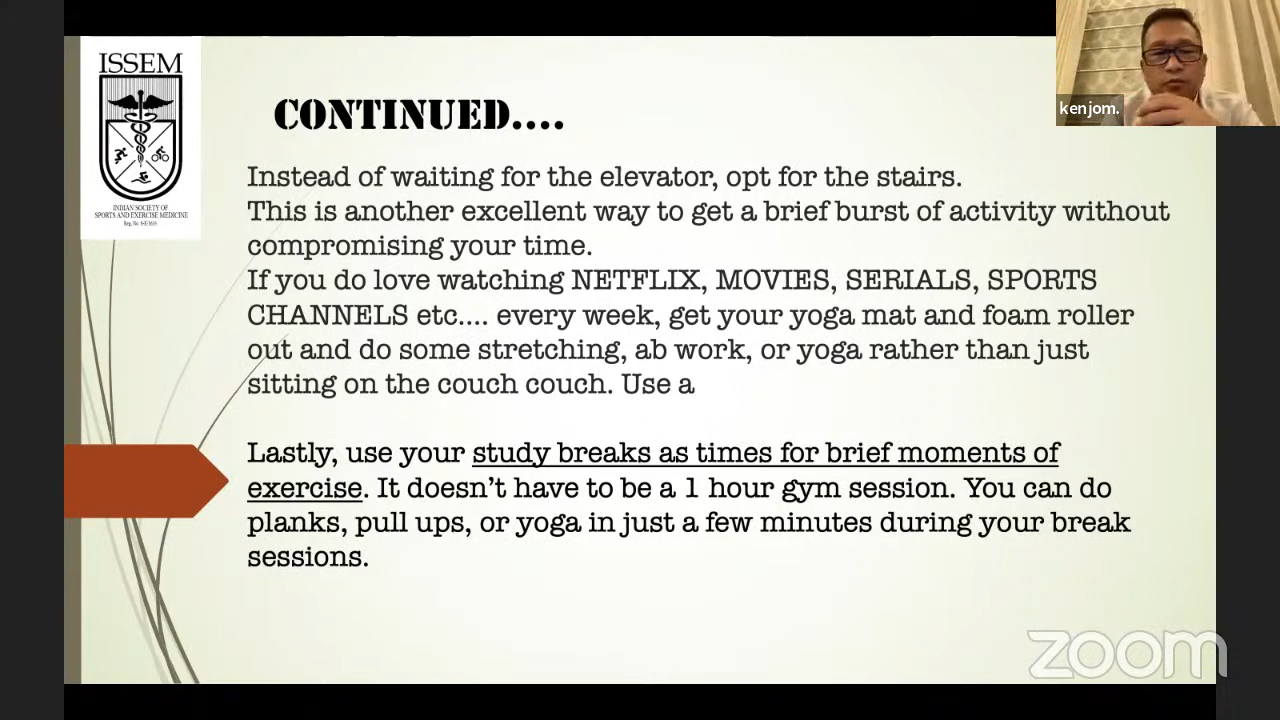 ISSEM
INDIAN SOCIETY OF
SPORTS AND EXERCISE MEDICINE
CONTINUED....
kenjom.
Instead of waiting for the elevator, opt for the stairs.
This is another excellent way to get a brief burst of activity without
compromising your time.
If you do love watching NETFLIX, MOVIES, SERIALS, SPORTS
CHANNELS etc.... every week, get your yoga mat and foam roller
out and do some stretching, ab work, or yoga rather than just
sitting on the couch couch. Use a
Lastly, use your study breaks as times for brief moments of
exercise. It doesn't have to be a 1 hour gym session. You can do
planks, pull ups, or yoga in just a few minutes during your break
sessions.
zoom